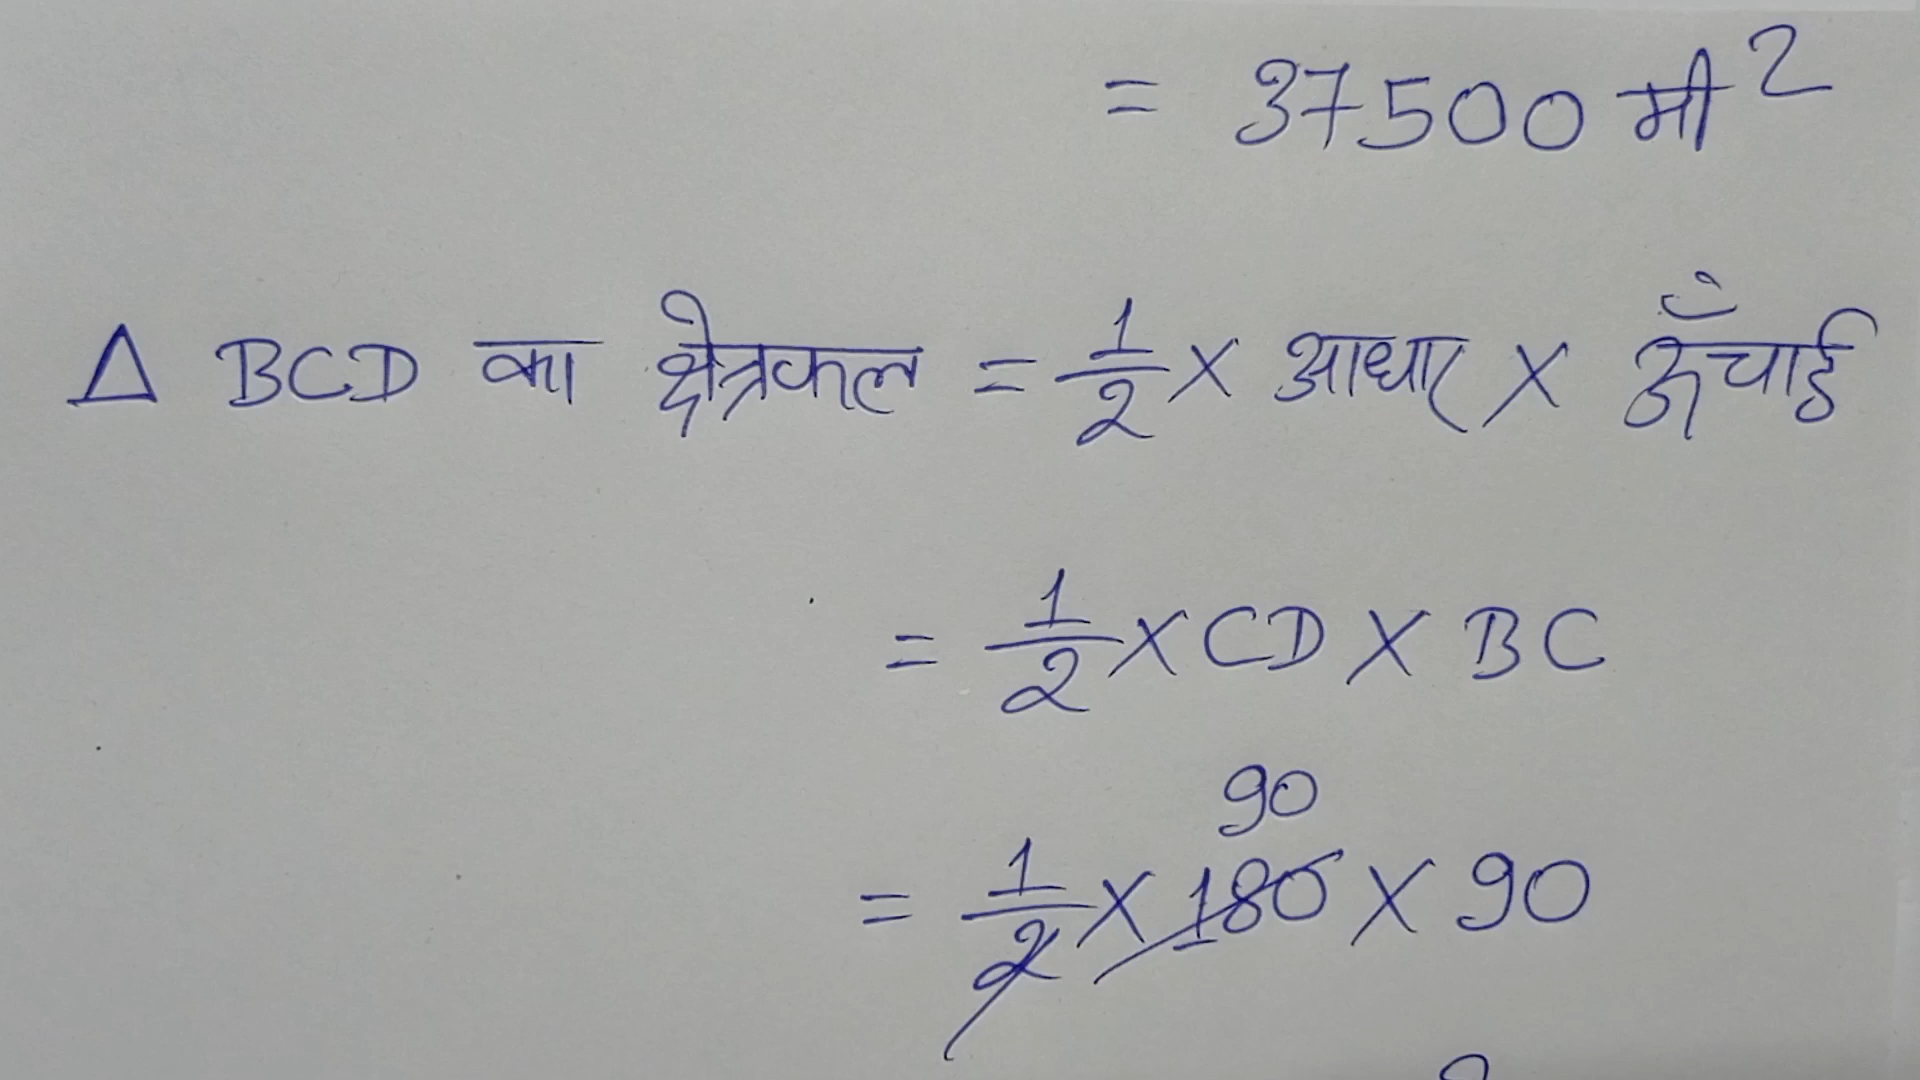 = 37500 मी²
Δ BCD का क्षेत्रफल = 1/2 × आधार × ऊँचाई
= 1/2 × CD × BC
90
= 1/2 × 180 × 90